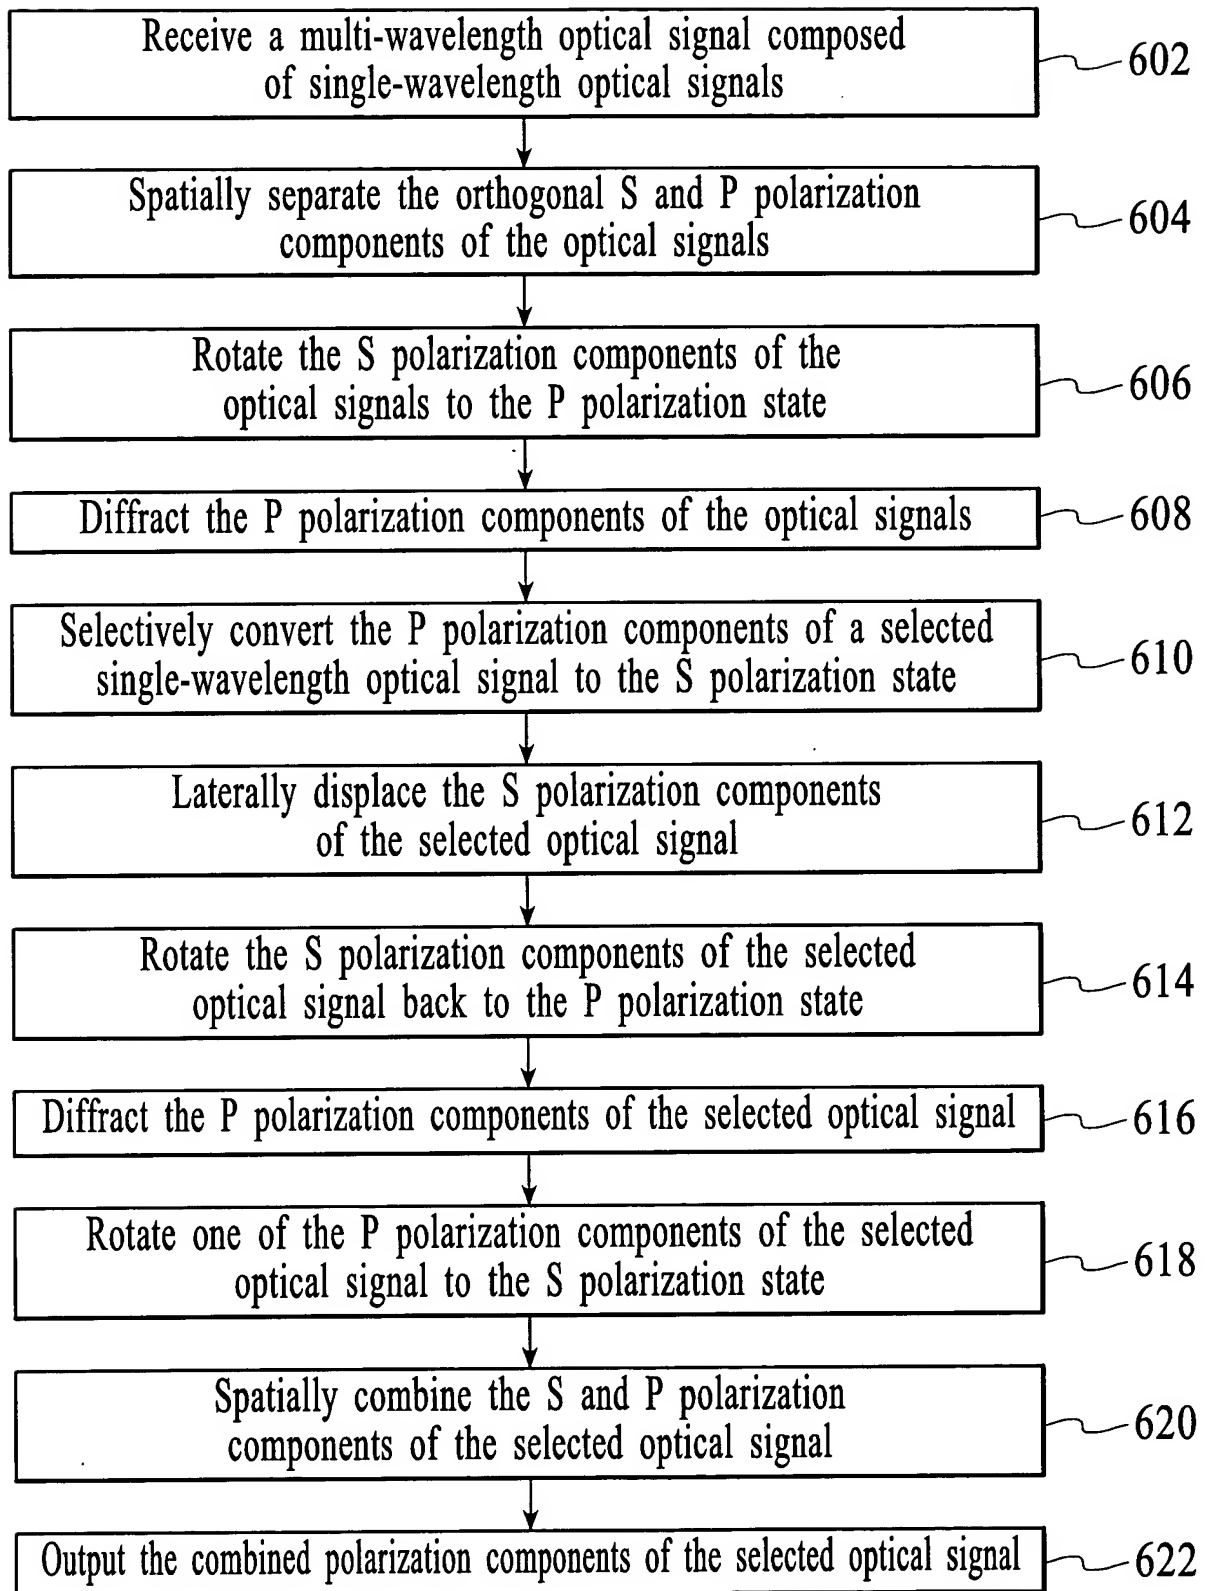 Receive a multi-wavelength optical signal composed
of single-wavelength optical signals
602
Spatially separate the orthogonal S and P polarization
components of the optical signals
604
Rotate the S polarization components of the
optical signals to the P polarization state
606
Diffract the P polarization components of the optical signals
608
Selectively convert the P polarization components of a selected
single-wavelength optical signal to the S polarization state
610
Laterally displace the S polarization components
of the selected optical signal
612
Rotate the S polarization components of the selected
optical signal back to the P polarization state
614
Diffract the P polarization components of the selected optical signal
616
Rotate one of the P polarization components of the selected
optical signal to the S polarization state
618
Spatially combine the S and P polarization
components of the selected optical signal
620
Output the combined polarization components of the selected optical signal
622